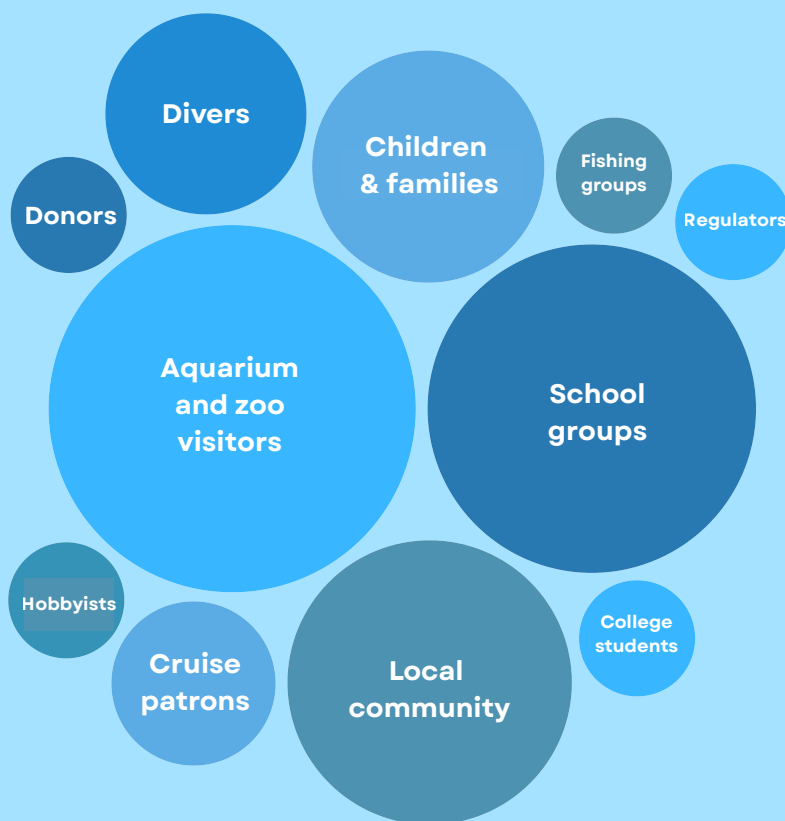 Divers
Children
& families
Fishing
groups
Donors
Regulators
Aquarium
and zoo
visitors
School
groups
Hobbyists
College
students
Cruise
patrons
Local
community